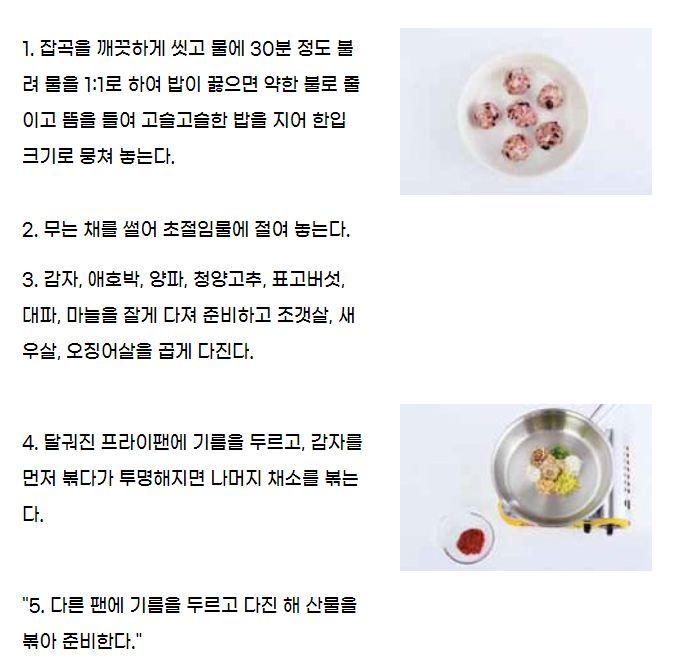 1. 잡곡을 깨끗하게 씻고 물에 30분 정도 불
려 물을 1:1로 하여 밥이 끓으면 약한 불로 줄
이고 뜸을 들여 고슬고슬한 밥을 지어 한입
크기로 뭉쳐 놓는다.
2. 무는 채를 썰어 초절임물에 절여 놓는다.
3. 감자, 애호박, 양파, 청양고추, 표고버섯,
대파, 마늘을 잘게 다져 준비하고 조갯살, 새
우살, 오징어살을 곱게 다진다.
4. 달궈진 프라이팬에 기름을 두르고, 감자를
먼저 볶다가 투명해지면 나머지 채소를 볶는
다.
"5. 다른 팬에 기름을 두르고 다진 해 산물을
볶아 준비한다."